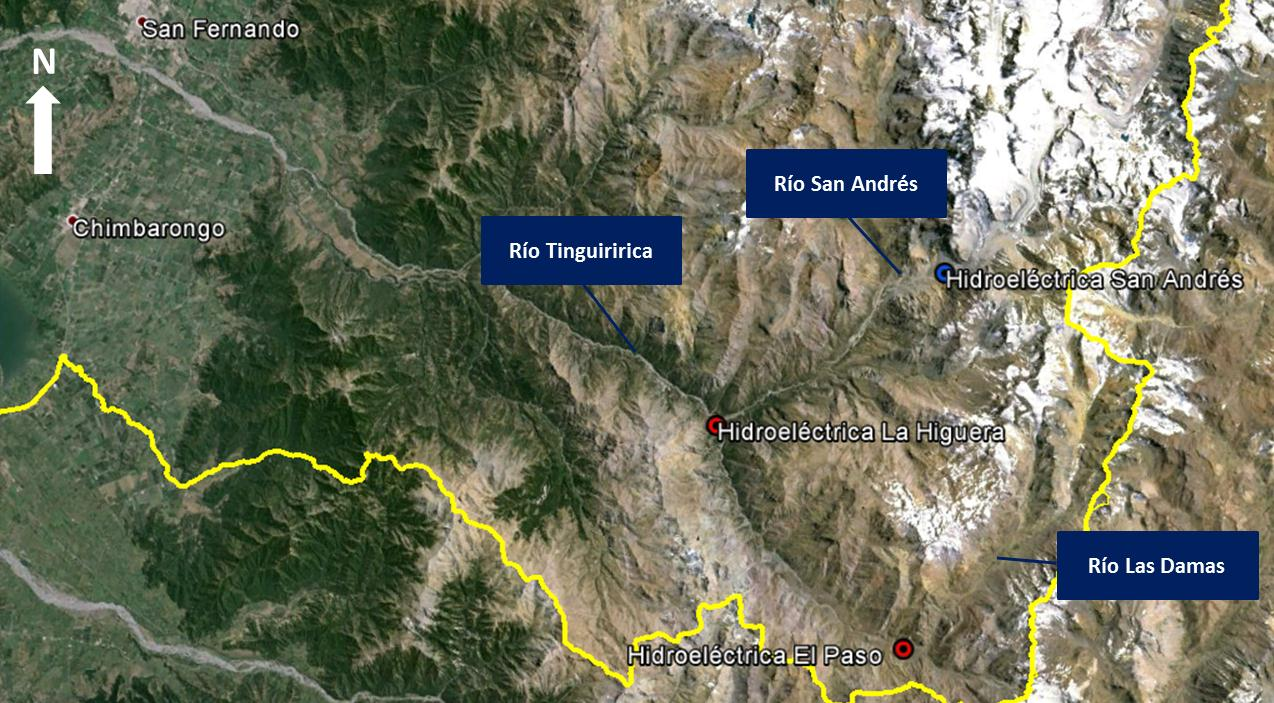 San Fernando
N
Río San Andrés
Chimbarongo
Río Tinguiririca
Hidroeléctrica San Andrés
Hidroeléctrica La Higuera
Río Las Damas
Hidroeléctrica El Paso